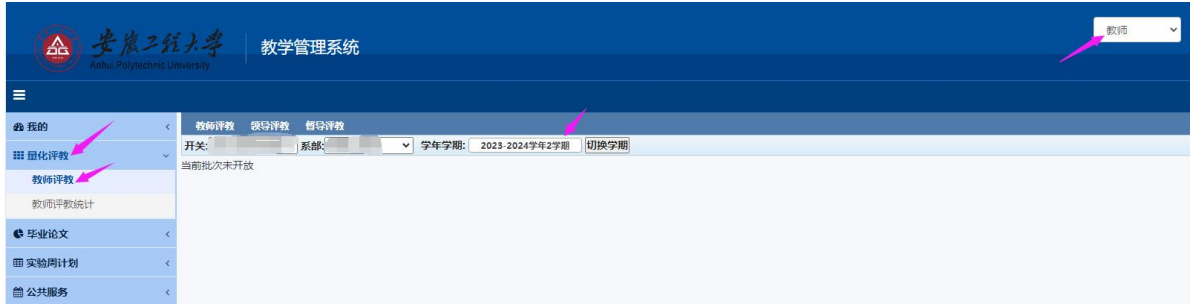 安徽工程大学
Anhui Polytechnic University
教学管理系统
教师
我的
量化评教
教师评教
教师评教统计
毕业论文
实验周计划
公共服务
教师评教 领导评教 督导评教
开关: 系部: 学年学期: 2023-2024学年2学期 切换学期
当前批次未开放